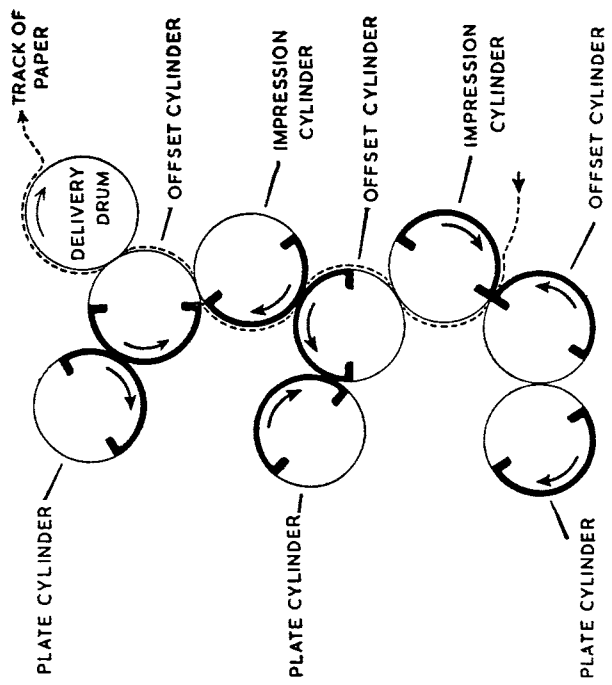 PLATE CYLINDER
PLATE CYLINDER
PLATE CYLINDER
DELIVERY
DRUM
OFFSET CYLINDER
IMPRESSION
CYLINDER
OFFSET CYLINDER
IMPRESSION
CYLINDER
OFFSET CYLINDER
TRACK OF
PAPER